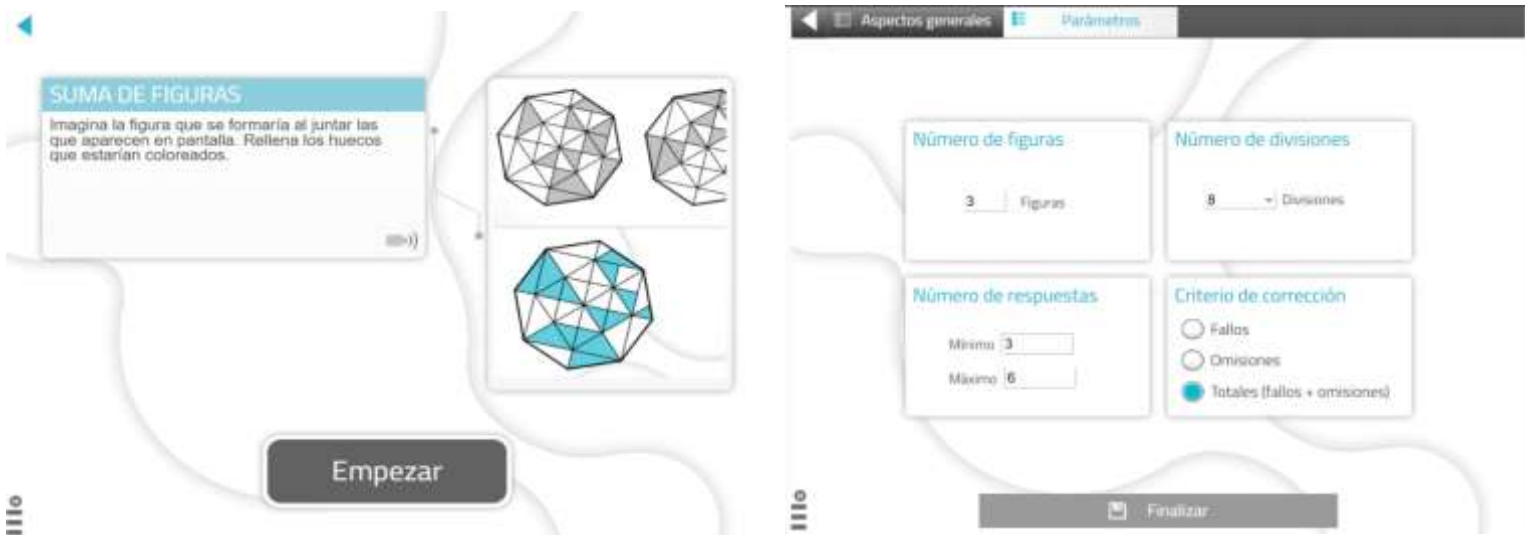 SUMA DE FIGURAS
Imagina la figura que se formaría al juntar las
que aparecen en pantalla. Rellena los huecos
que estarían coloreados.
Empezar
Aspectos generales
Parámetros
Número de figuras
3 Figuras
Número de divisiones
8 Divisiones
Número de respuestas
Mínimo 3
Máximo 6
Criterio de corrección
Fallos
Omisiones
Totales (fallos + omisiones)
Finalizar